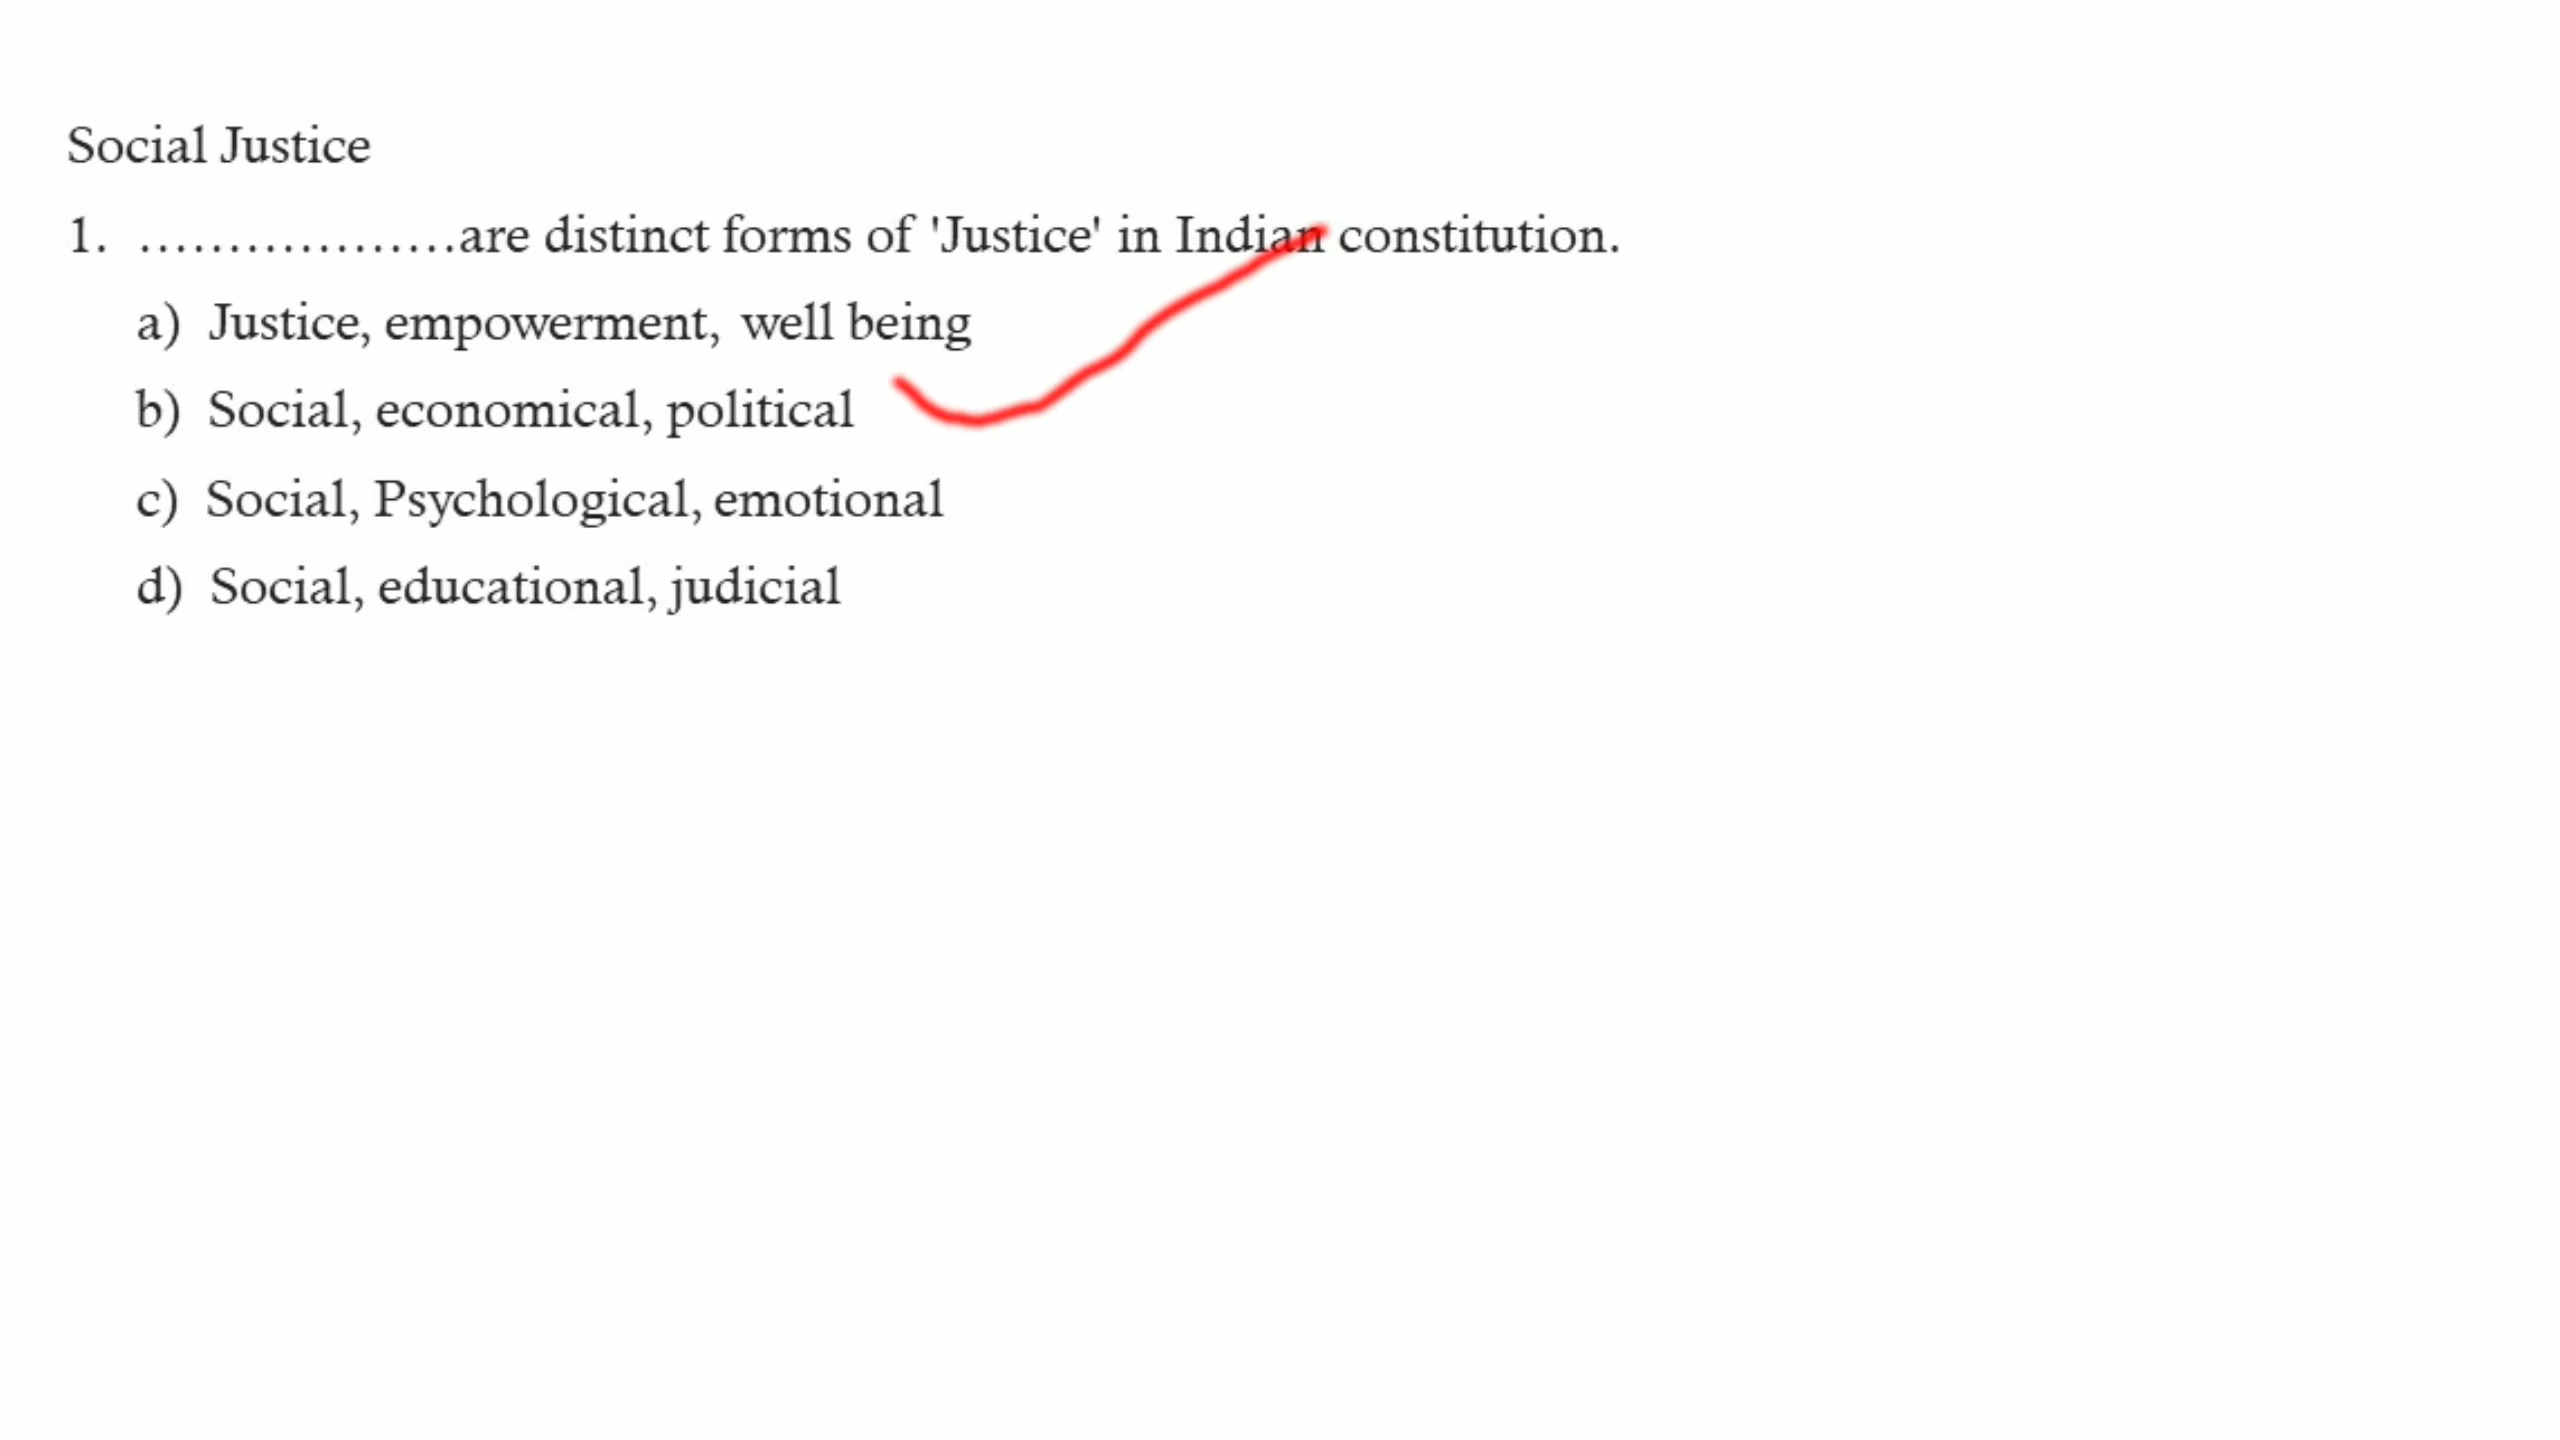 Social Justice
1. ………………are distinct forms of 'Justice' in Indian constitution.
a) Justice, empowerment, well being
b) Social, economical, political
c) Social, Psychological, emotional
d) Social, educational, judicial